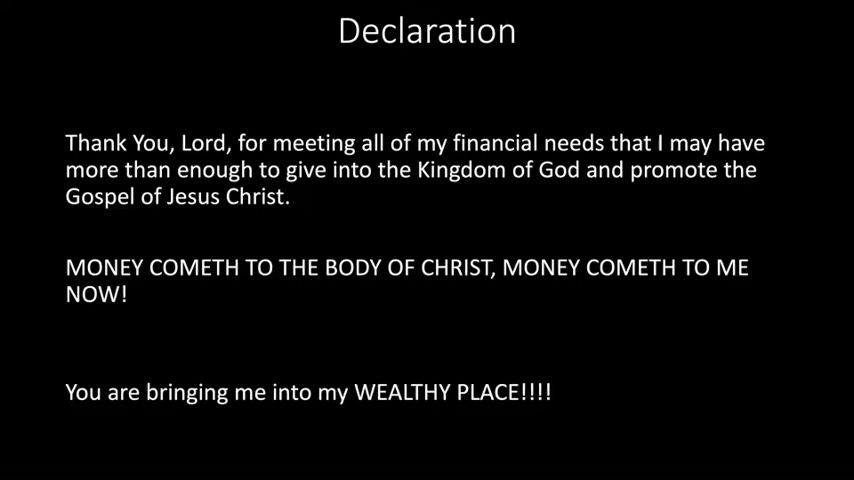 Declaration
Thank You, Lord, for meeting all of my financial needs that I may have
more than enough to give into the Kingdom of God and promote the
Gospel of Jesus Christ.
MONEY COMETH TO THE BODY OF CHRIST, MONEY COMETH TO ME
NOW!
You are bringing me into my WEALTHY PLACE!!!!